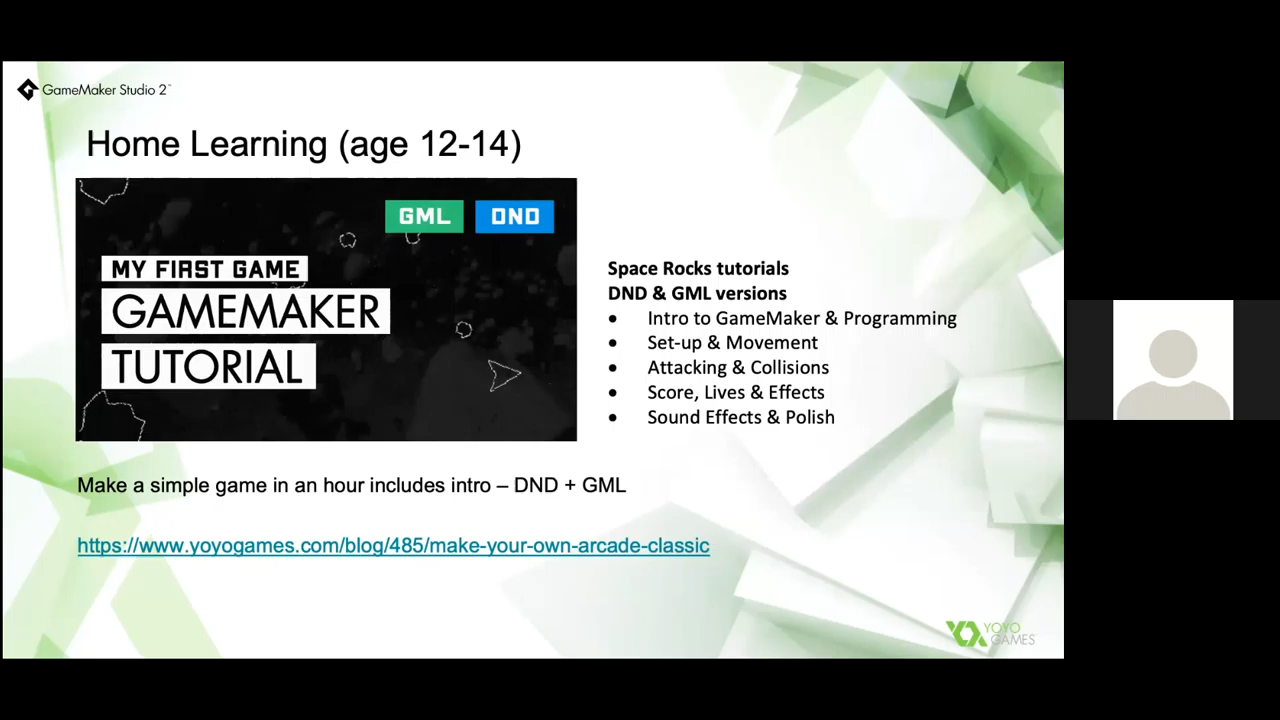 GameMaker Studio 2™
Home Learning (age 12-14)
GML DND
MY FIRST GAME
GAMEMAKER
TUTORIAL
Space Rocks tutorials
DND & GML versions
• Intro to GameMaker & Programming
• Set-up & Movement
• Attacking & Collisions
• Score, Lives & Effects
• Sound Effects & Polish
Make a simple game in an hour includes intro – DND + GML
https://www.yoyogames.com/blog/485/make-your-own-arcade-classic
YOYO
GAMES